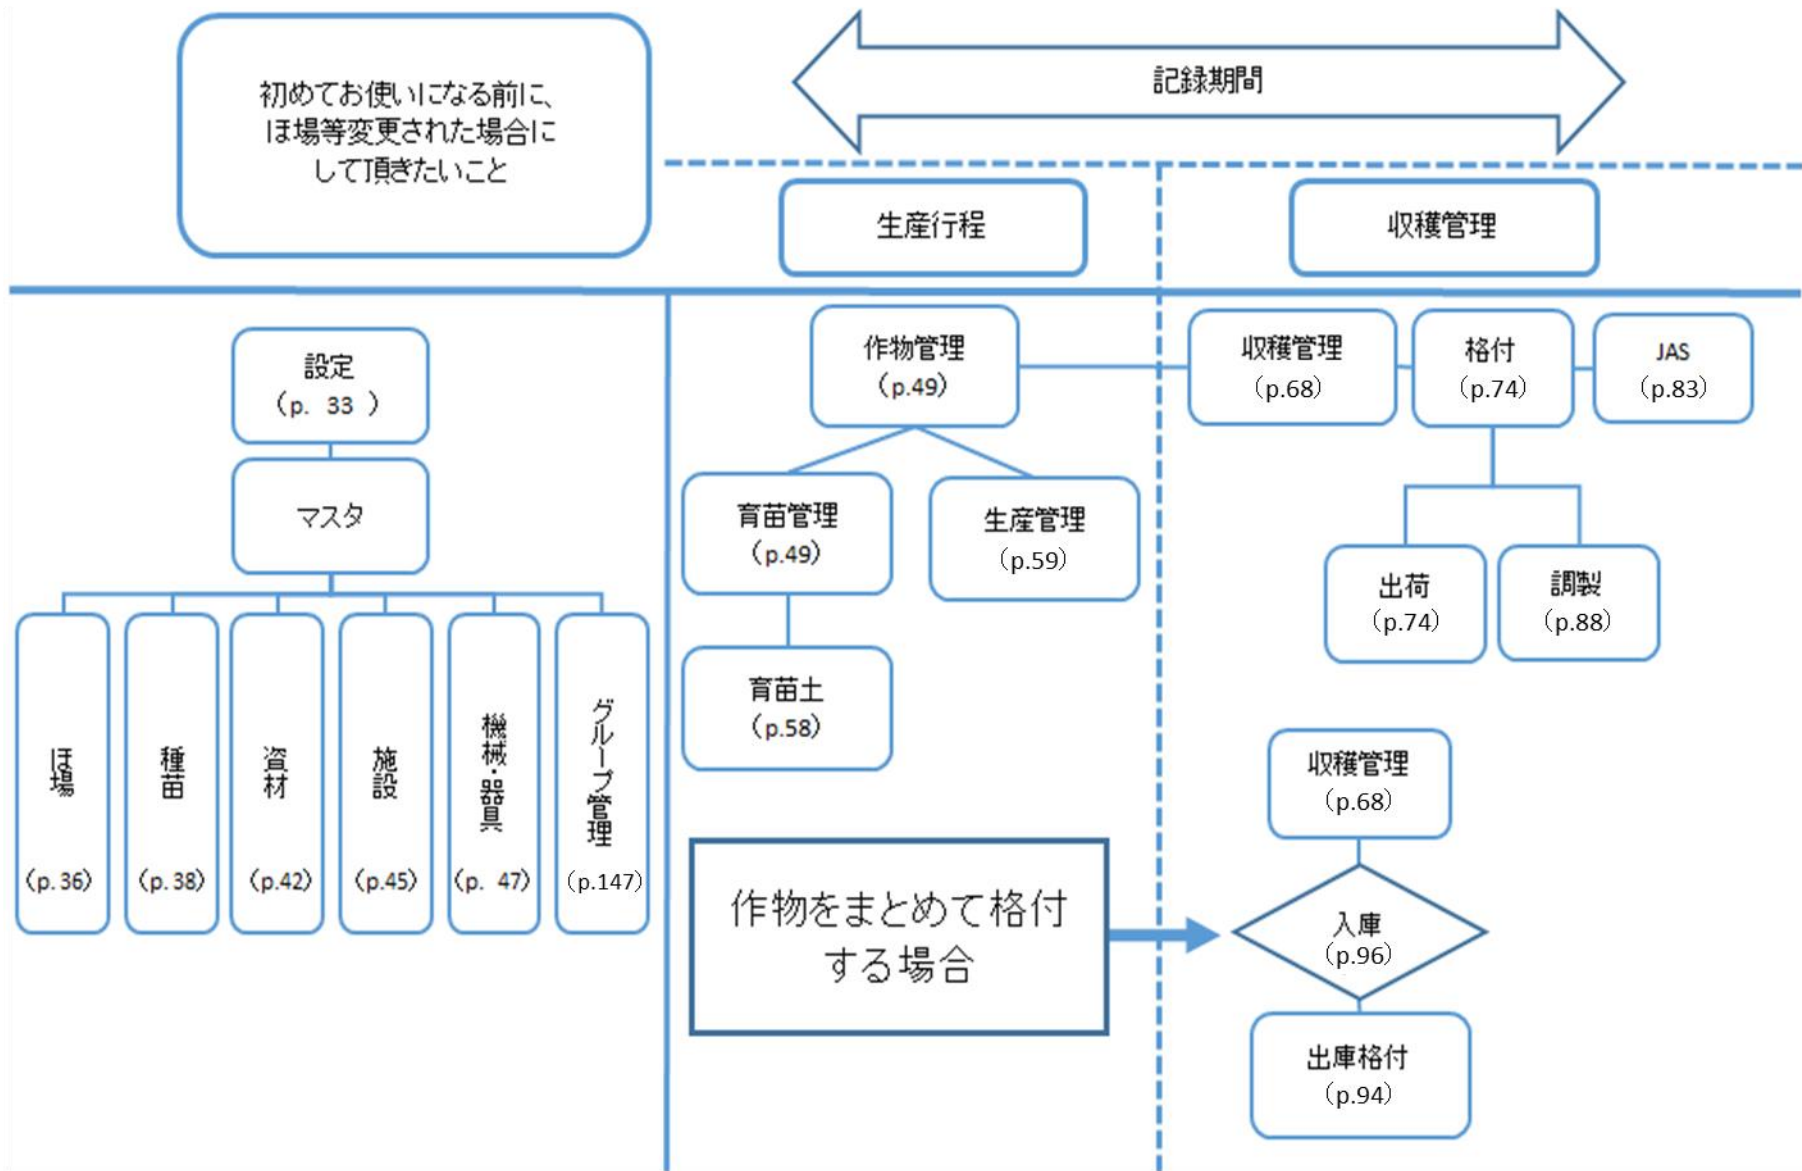 初めてお使いになる前に、
ほ場等変更された場合に
して頂きたいこと
記録期間
生産行程
収穫管理
設定
（p. 33 ）
マスタ
ほ場
（p.36）
種苗
（p.38）
資材
（p.42）
施設
（p.45）
機械・器具
（p. 47）
グループ管理
（p.147）
作物管理
（p.49）
育苗管理
（p.49）
生産管理
（p.59）
育苗土
（p.58）
収穫管理
（p.68）
格付
（p.74）
JAS
（p.83）
出荷
（p.74）
調製
（p.88）
作物をまとめて格付
する場合
収穫管理
（p.68）
入庫
（p.96）
出庫格付
（p.94）